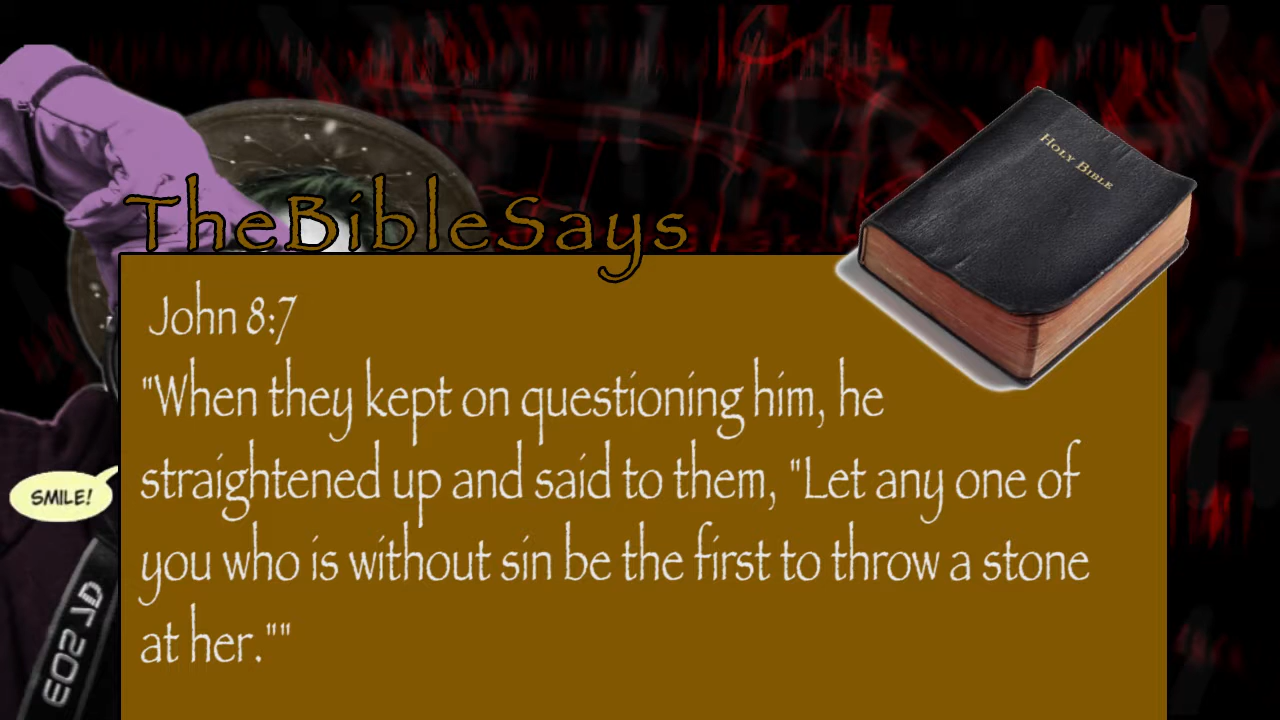 HOLY BIBLE
TheBibleSays
John 8:7
"When they kept on questioning him, he
straightened up and said to them, "Let any one of
you who is without sin be the first to throw a stone
at her.""
SMILE!
EOS 5D